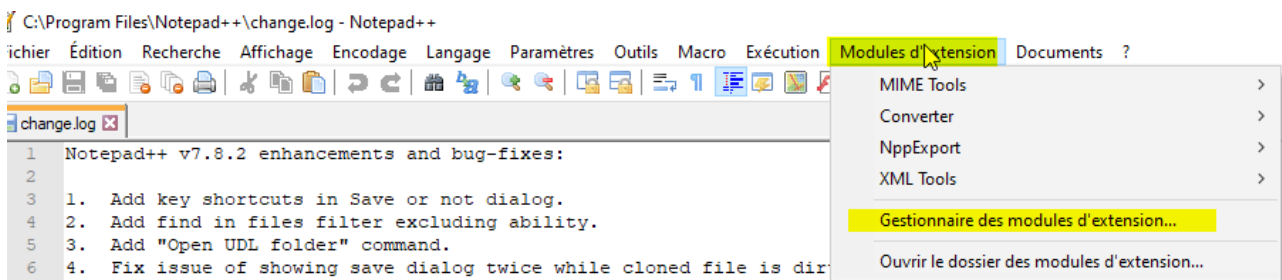 C:\Program Files\Notepad++\change.log - Notepad++
ichier Édition Recherche Affichage Encodage Langage Paramètres Outils Macro Exécution Modules d'extension Documents ?
MIME Tools
Converter
NppExport
XML Tools
Gestionnaire des modules d'extension...
Ouvrir le dossier des modules d'extension...
change.log
1 Notepad++ v7.8.2 enhancements and bug-fixes:
2
3 1. Add key shortcuts in Save or not dialog.
4 2. Add find in files filter excluding ability.
5 3. Add "Open UDL folder" command.
6 4. Fix issue of showing save dialog twice while cloned file is dir